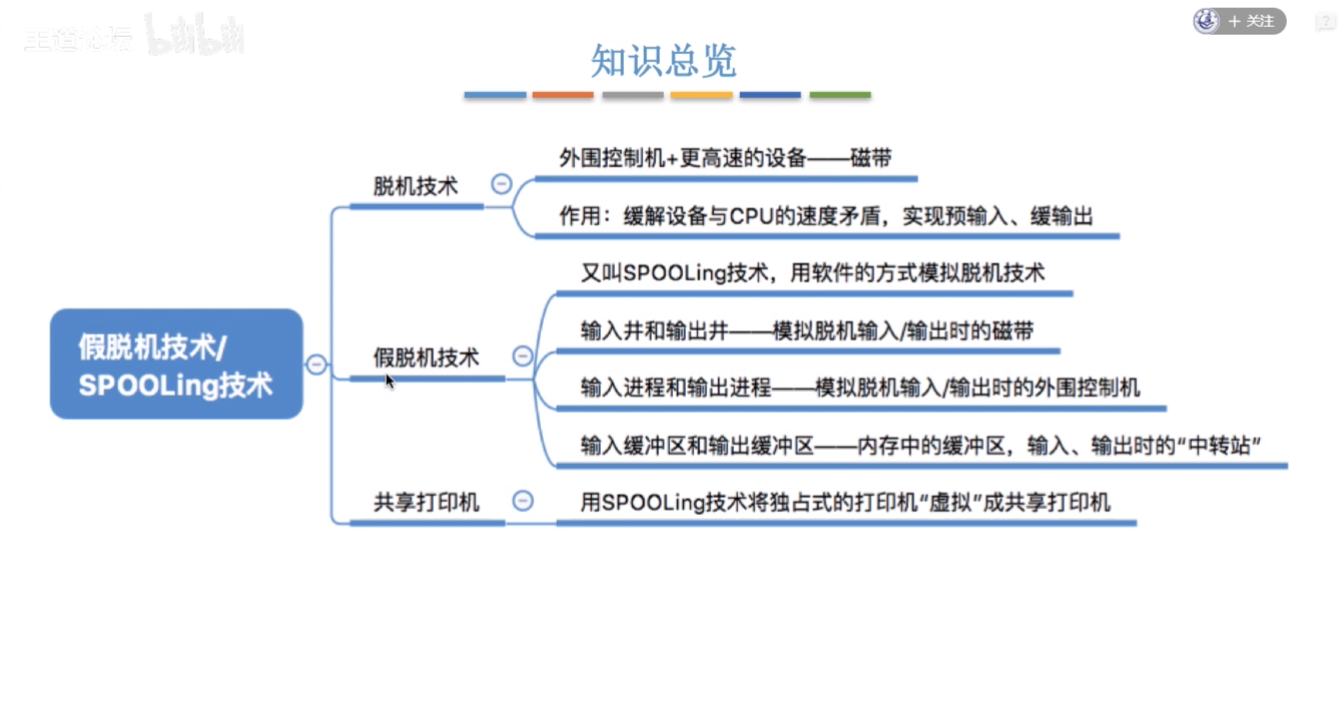 王道论坛 bilibili
+ 关注
知识总览
外围控制机+更高速的设备——磁带
脱机技术
作用：缓解设备与CPU的速度矛盾，实现预输入、缓输出
又叫SPOOLing技术，用软件的方式模拟脱机技术
输入井和输出井——模拟脱机输入/输出时的磁带
假脱机技术/
SPOOLing技术
假脱机技术
输入进程和输出进程——模拟脱机输入/输出时的外围控制机
输入缓冲区和输出缓冲区——内存中的缓冲区，输入、输出时的“中转站”
共享打印机
用SPOOLing技术将独占式的打印机“虚拟”成共享打印机